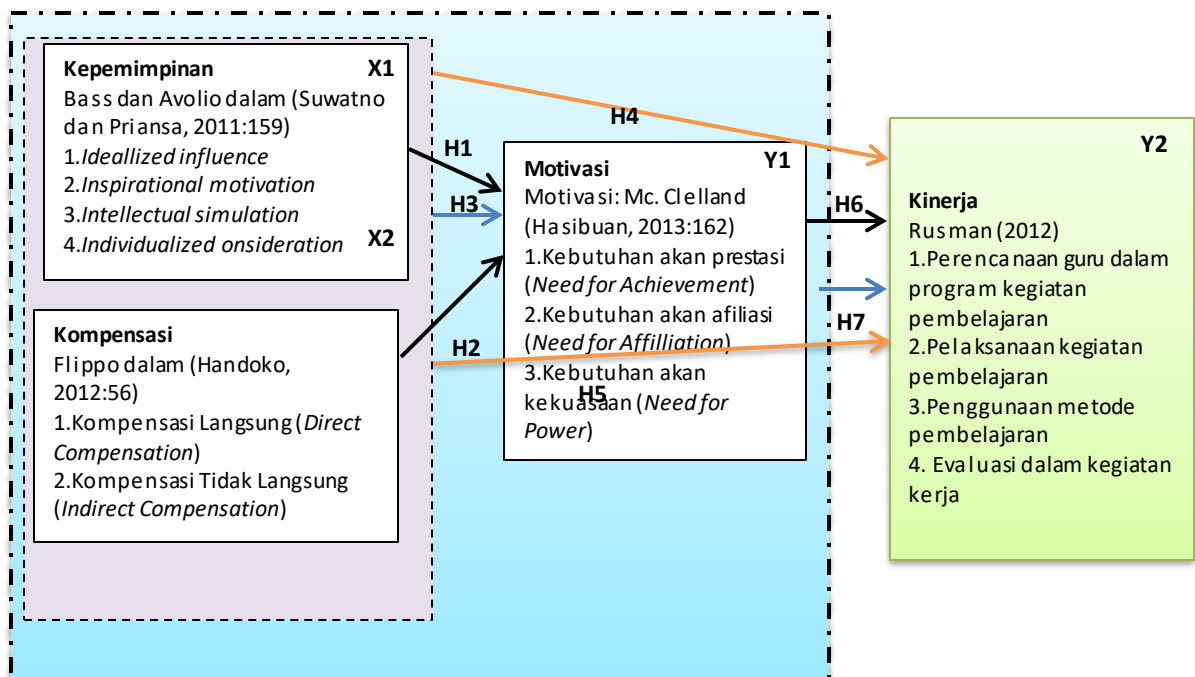 Kepemimpinan X1
Bass dan Avolio dalam (Suwatno
dan Priansa, 2011:159)
1.Ideallized influence
2.Inspirational motivation
3.Intellectual simulation
4.Individualized onsideration
X2
Kompensasi
Flippo dalam (Handoko,
2012:56)
1.Kompensasi Langsung (Direct
Compensation)
2.Kompensasi Tidak Langsung
(Indirect Compensation)
H1
H3
H2
H4
Motivasi Y1
Motivasi: Mc. Clelland
(Hasibuan, 2013:162)
1.Kebutuhan akan prestasi
(Need for Achievement)
2.Kebutuhan akan afiliasi
(Need for Affilliation)
3.Kebutuhan akan
kekuasaan (Need for
Power)
H5
H6
H7
Y2
Kinerja
Rusman (2012)
1.Perencanaan guru dalam
program kegiatan
pembelajaran
2.Pelaksanaan kegiatan
pembelajaran
3.Penggunaan metode
pembelajaran
4. Evaluasi dalam kegiatan
kerja